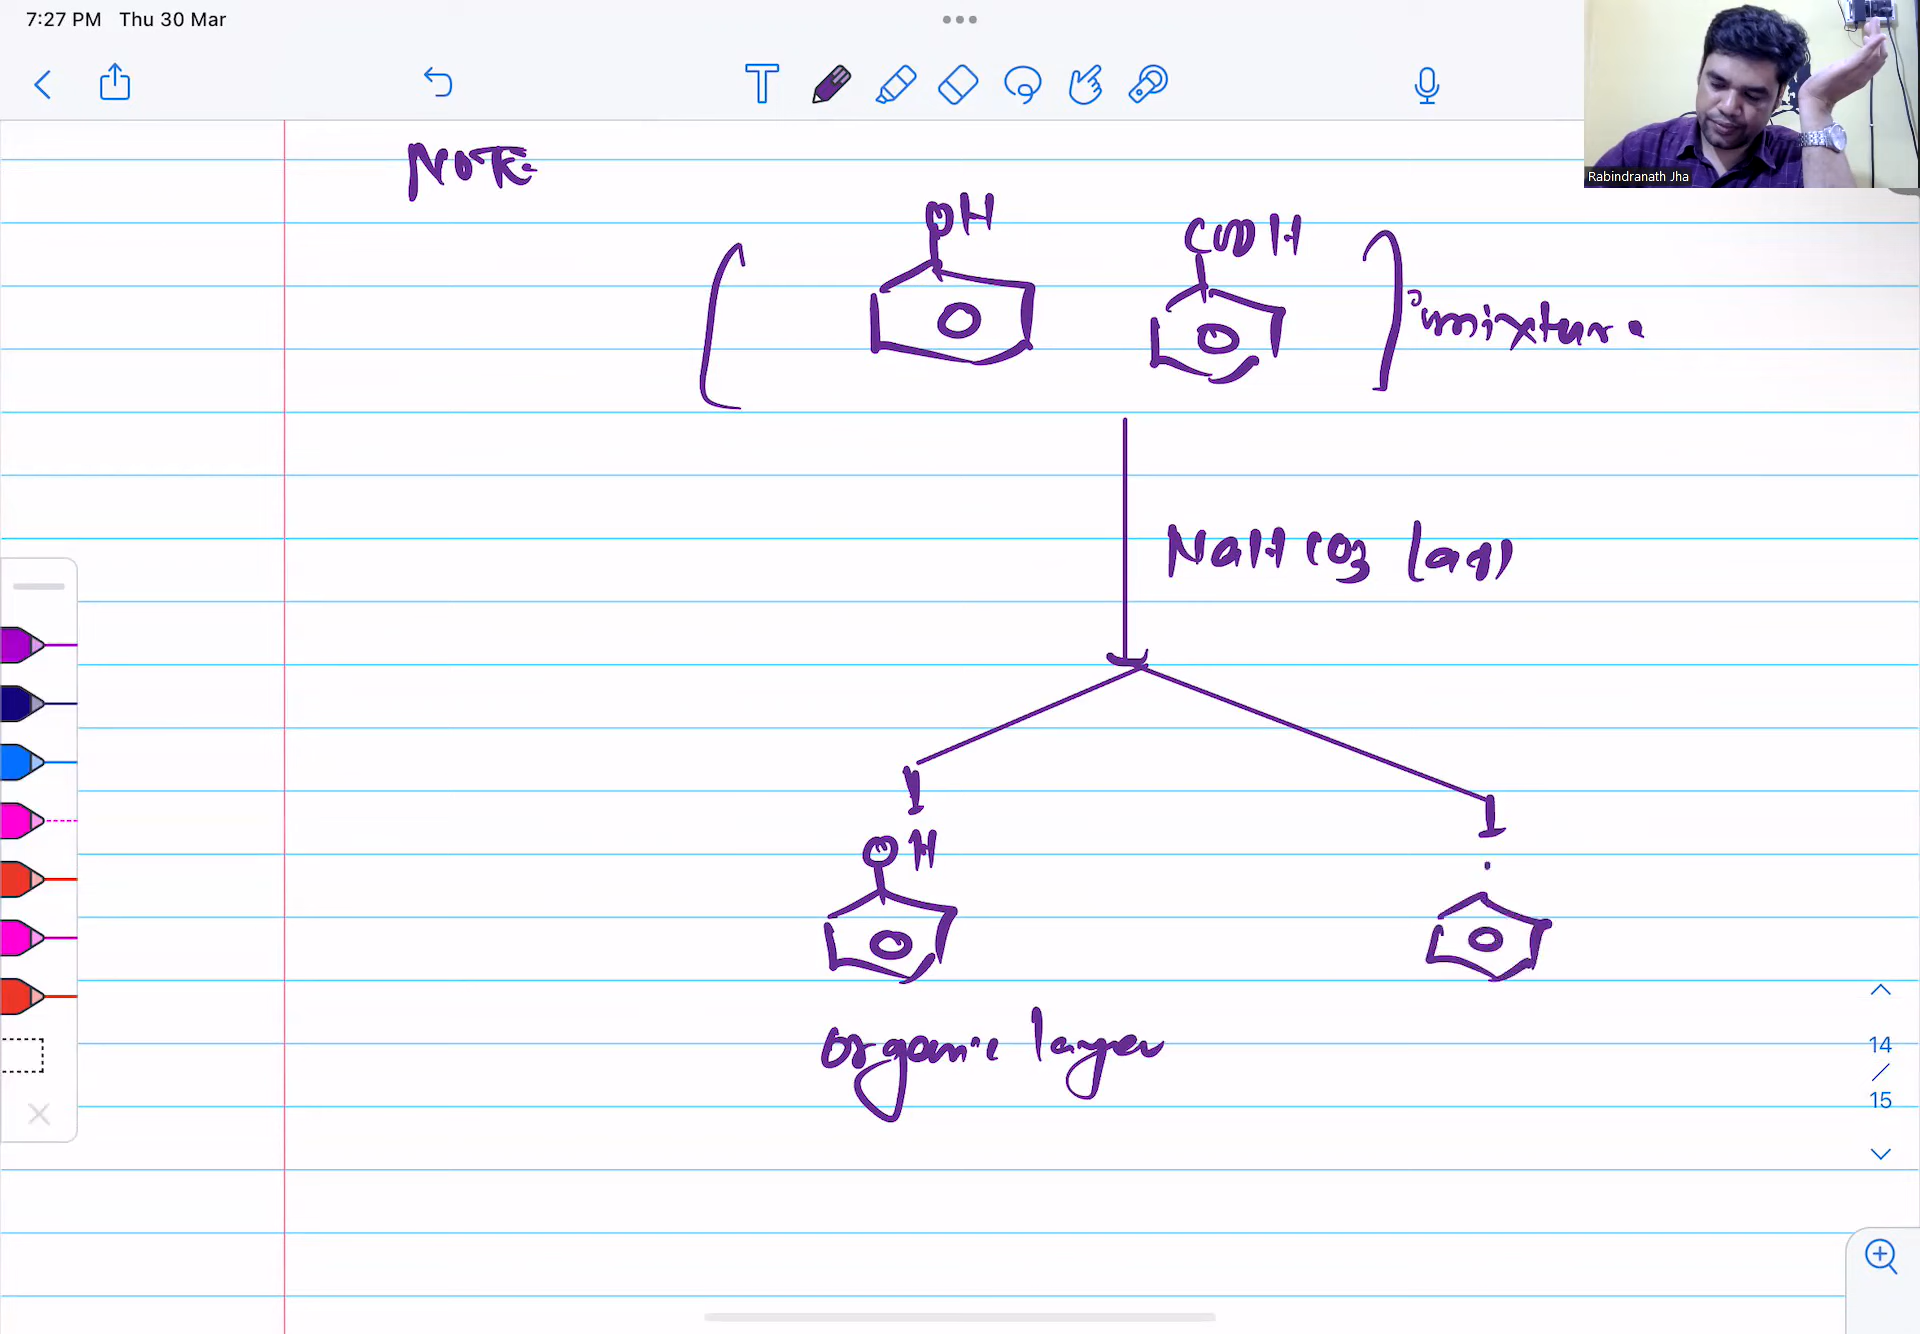 7:27 PM Thu 30 Mar
Rabindranath Jha
NOTE:
OH
COOH
mixture
NaHCO3 (aq)
OH
organic layer
14
/
15